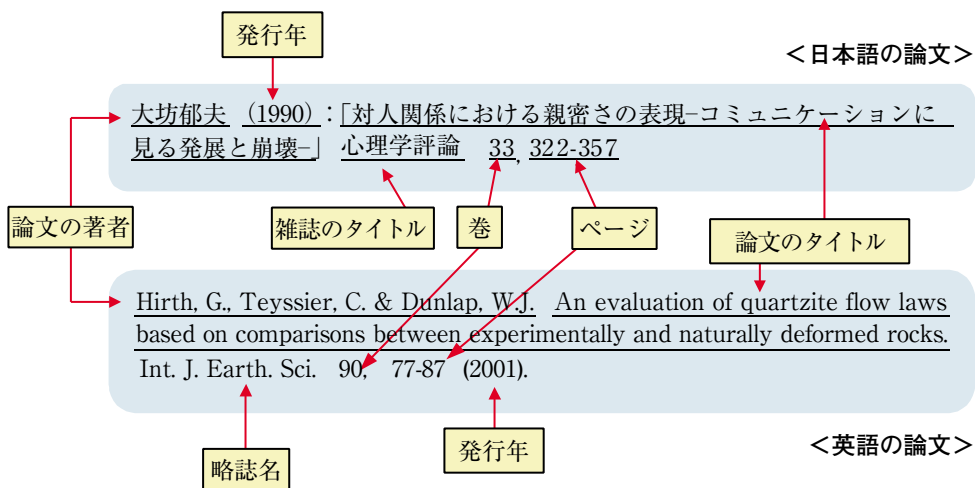 発行年
<日本語の論文>
大坊郁夫 (1990):「対人関係における親密さの表現−コミュニケーションに
見る発展と崩壊−」 心理学評論 33, 322-357
論文の著者
雑誌のタイトル
巻
ページ
論文のタイトル
Hirth, G., Teyssier, C. & Dunlap, W.J. An evaluation of quartzite flow laws
based on comparisons between experimentally and naturally deformed rocks.
Int. J. Earth. Sci. 90, 77-87 (2001).
略誌名
発行年
<英語の論文>